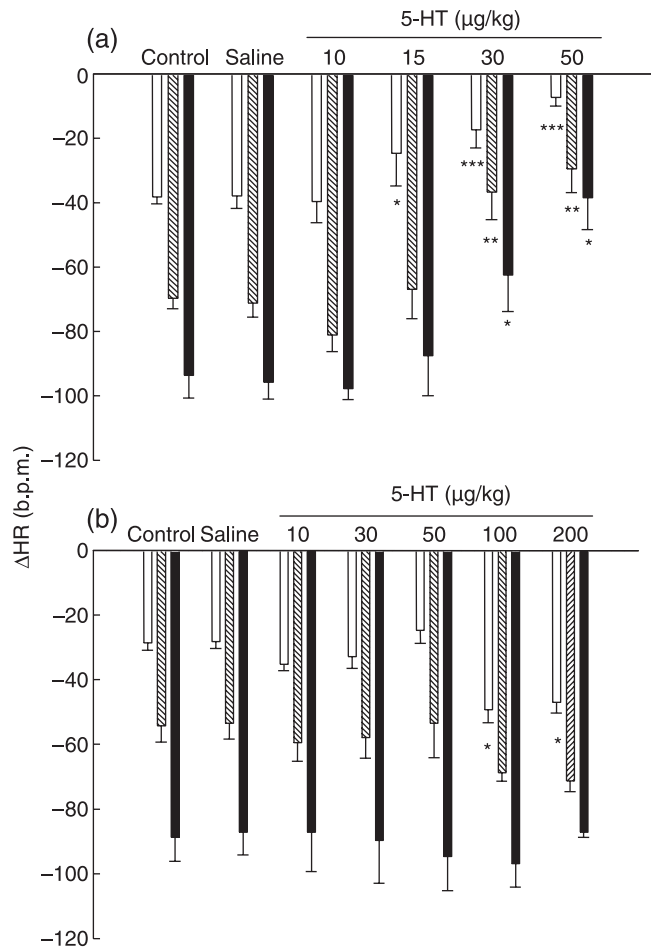 (a)
5-HT (μg/kg)
Control Saline 10 15 30 50
0
−20
−40
−60
−80
−100
−120
* *** ***
** **
* *
ΔHR (b.p.m.)
(b)
5-HT (μg/kg)
Control Saline 10 30 50 100 200
0
−20
−40
−60
−80
−100
−120
* *